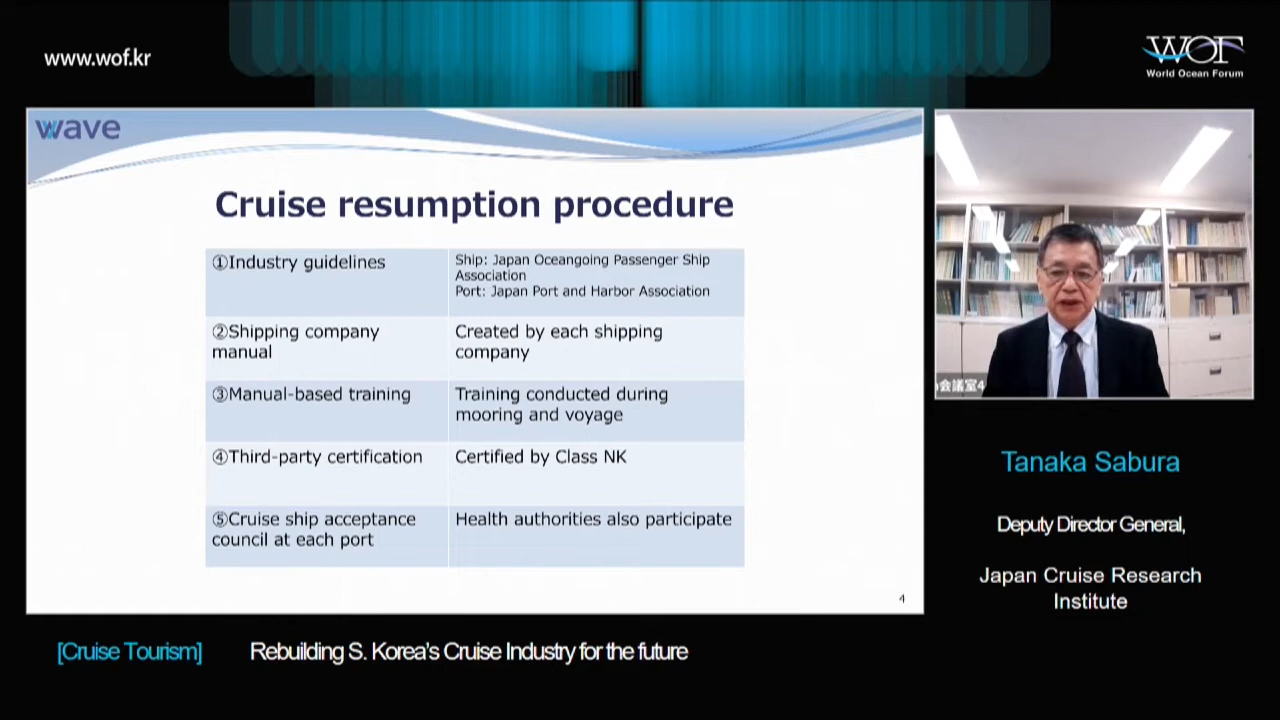 www.wof.kr
WOF
World Ocean Forum
wave
Cruise resumption procedure
①Industry guidelines
Ship: Japan Oceangoing Passenger Ship
Association
Port: Japan Port and Harbor Association
②Shipping company
manual
Created by each shipping
company
③Manual-based training
Training conducted during
mooring and voyage
④Third-party certification
Certified by Class NK
⑤Cruise ship acceptance
council at each port
Health authorities also participate
4
会議室4
Tanaka Sabura
Deputy Director General,
Japan Cruise Research
Institute
[Cruise Tourism]
Rebuilding S. Korea's Cruise Industry for the future